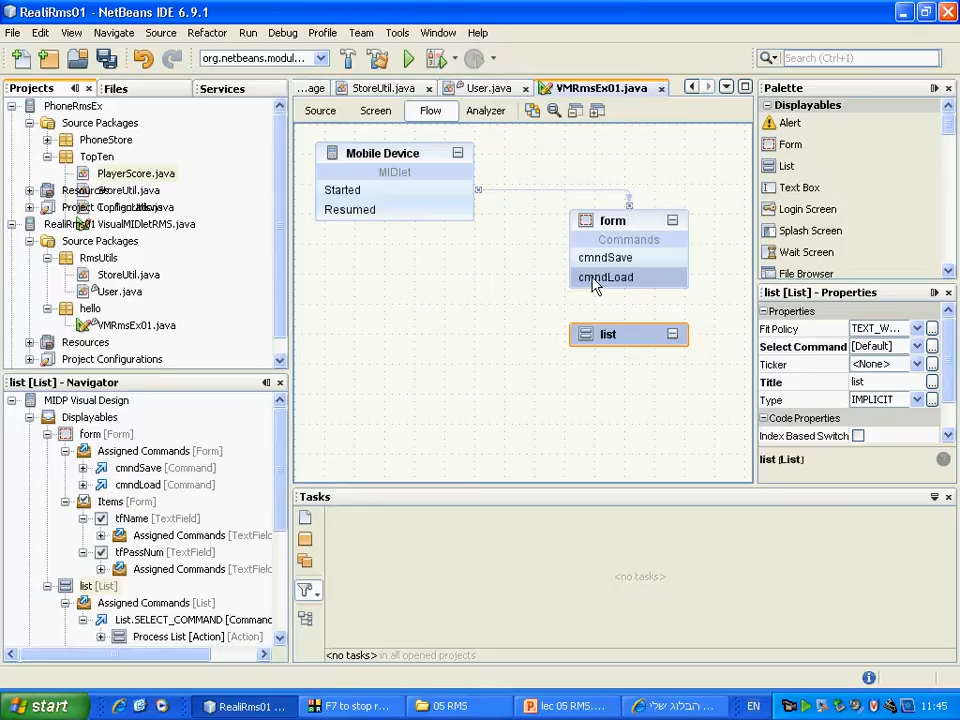 RealiRms01 - NetBeans IDE 6.9.1
File Edit View Navigate Source Refactor Run Debug Profile Team Tools Window Help
org.netbeans.modul...
Search (Ctrl+I)
Projects Files Services
...age StoreUtil.java User.java VMRmsEx01.java
Palette
Source Screen Flow Analyzer
PhoneRmsEx
Source Packages
PhoneStore
TopTen
PlayerScore.java
StoreUtil.java
VisualMIDletRMS.java
Source Packages
RmsUtils
StoreUtil.java
User.java
hello
VMRmsEx01.java
Resources
Project Configurations
Mobile Device
MIDlet
Started
Resumed
form
Commands
cmndSave
cmndLoad
list
Displayables
Alert
Form
List
Text Box
Login Screen
Splash Screen
Wait Screen
File Browser
list [List] - Properties
Properties
Fit Policy TEXT_W... ...
Select Command [Default] ...
Ticker <None> ...
Title list ...
Type IMPLICIT ...
Code Properties
Index Based Switch
list (List)
list [List] - Navigator
MIDP Visual Design
Displayables
form [Form]
Assigned Commands [Form]
cmndSave [Command]
cmndLoad [Command]
Items [Form]
tfName [TextField]
Assigned Commands [TextField]
tfPassNum [TextField]
Assigned Commands [TextField]
list [List]
Assigned Commands [List]
List.SELECT_COMMAND [Command
Process List [Action] [Action]
Tasks
<no tasks>
<no tasks> in all opened projects
start
RealiRms01 ...
F7 to stop r...
05 RMS
lec 05 RMS....
הבלוג שלי ...
EN
11:45